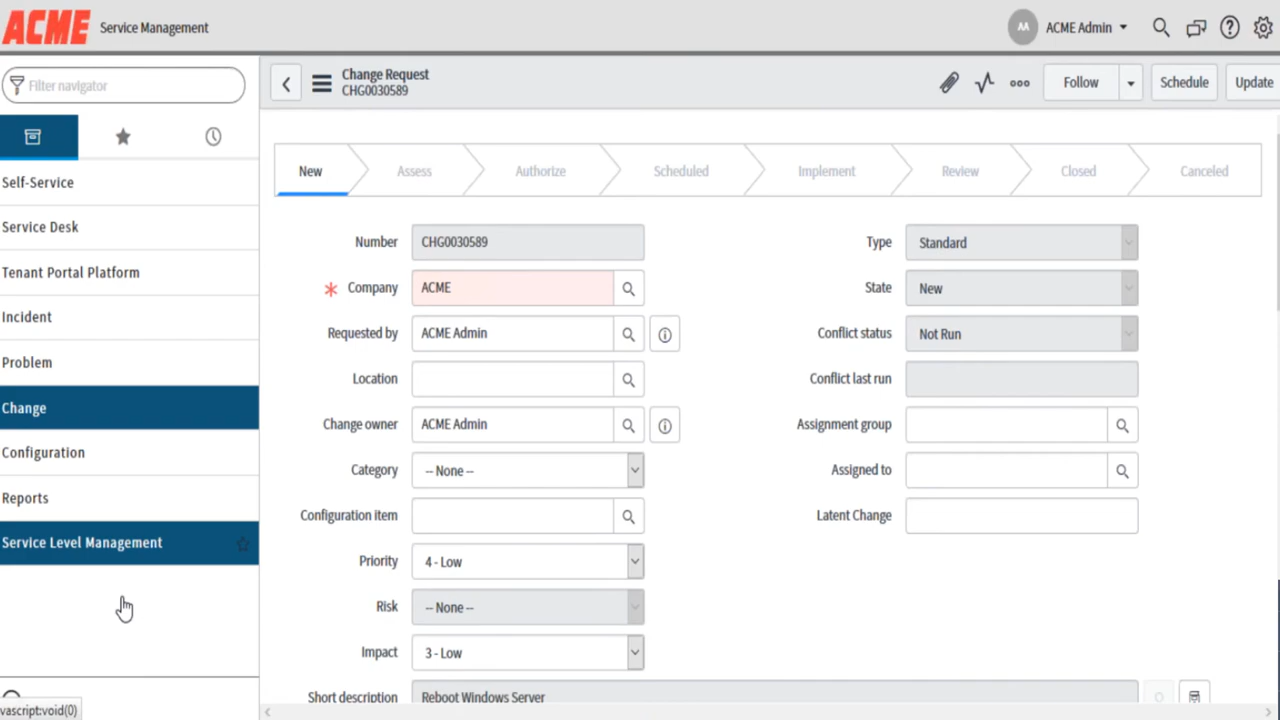 ACME Service Management
AA ACME Admin
Filter navigator
Self-Service
Service Desk
Tenant Portal Platform
Incident
Problem
Change
Configuration
Reports
Service Level Management
vascript:void(0)
Change Request
CHG0030589
Follow
Schedule
Update
New
Assess
Authorize
Scheduled
Implement
Review
Closed
Canceled
Number CHG0030589
Company ACME
Requested by ACME Admin
Location
Change owner ACME Admin
Category -- None --
Configuration item
Priority 4 - Low
Risk -- None --
Impact 3 - Low
Short description Reboot Windows Server
Type Standard
State New
Conflict status Not Run
Conflict last run
Assignment group
Assigned to
Latent Change